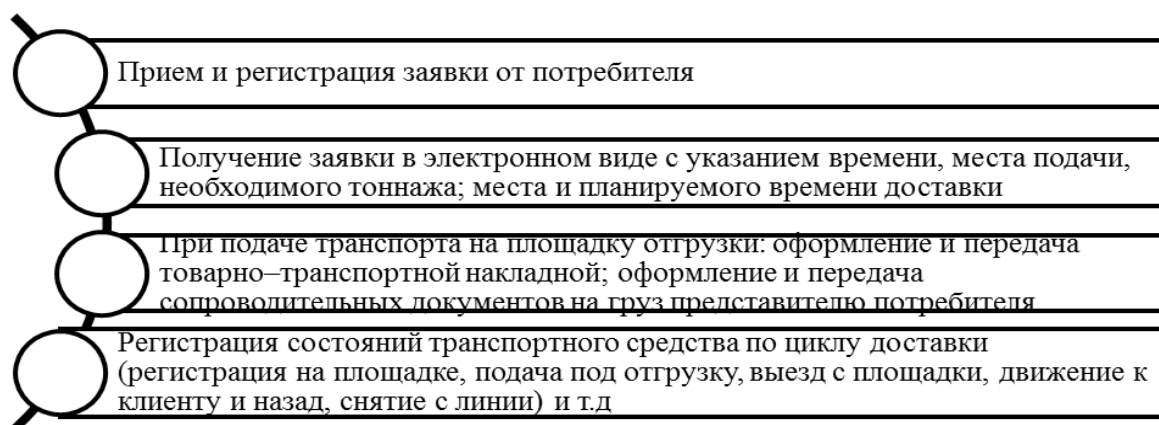 Прием и регистрация заявки от потребителя
Получение заявки в электронном виде с указанием времени, места подачи,
необходимого тоннажа; места и планируемого времени доставки
При подаче транспорта на площадку отгрузки: оформление и передача
товарно–транспортной накладной; оформление и передача
сопроводительных документов на груз представителю потребителя
Регистрация состояний транспортного средства по циклу доставки
(регистрация на площадке, подача под отгрузку, выезд с площадки, движение к
клиенту и назад, снятие с линии) и т.д